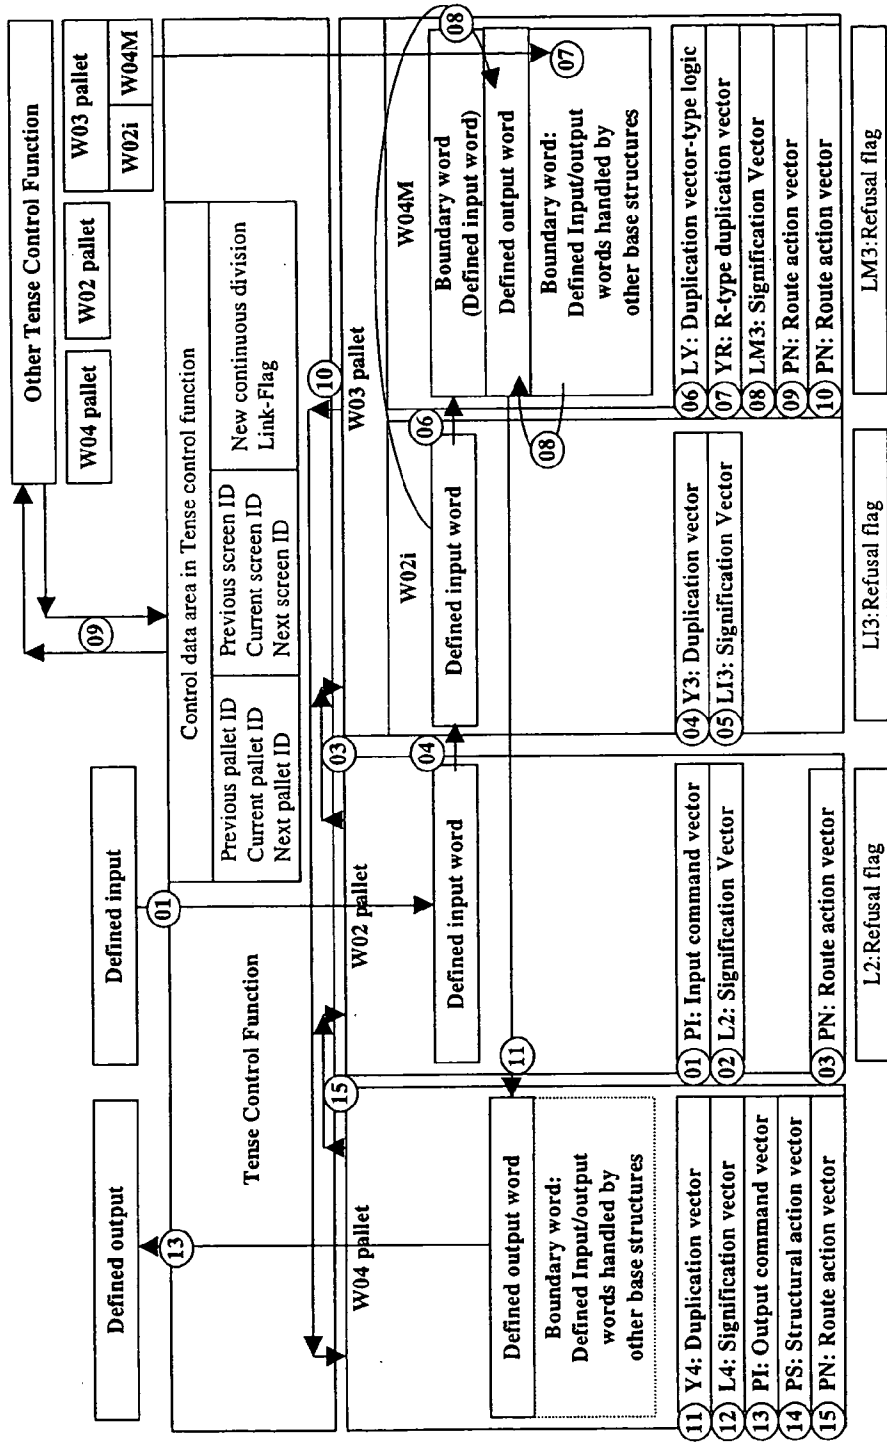 Defined output
Defined input
Other Tense Control Function
W04 pallet
W02 pallet
W03 pallet
W02i
W04M
13
01
09
Tense Control Function
Control data area in Tense control function
Previous pallet ID
Current pallet ID
Next pallet ID
Previous screen ID
Current screen ID
Next screen ID
New continuous division
Link-Flag
15
03
10
W04 pallet
W02 pallet
W03 pallet
W02i
W04M
04
06
08
Defined input word
Defined input word
Boundary word
(Defined input word)
Defined output word
11
08
07
Defined output word
Boundary word:
Defined Input/output
words handled by
other base structures
Boundary word:
Defined Input/output
words handled by
other base structures
11 Y4: Duplication vector
12 L4: Signification vector
13 PI: Output command vector
14 PS: Structural action vector
15 PN: Route action vector
01 PI: Input command vector
02 L2: Signification Vector
03 PN: Route action vector
04 Y3: Duplication vector
05 LI3: Signification Vector
06 LY: Duplication vector-type logic
07 YR: R-type duplication vector
08 LM3: Signification Vector
09 PN: Route action vector
10 PN: Route action vector
L2:Refusal flag
LI3:Refusal flag
LM3:Refusal flag